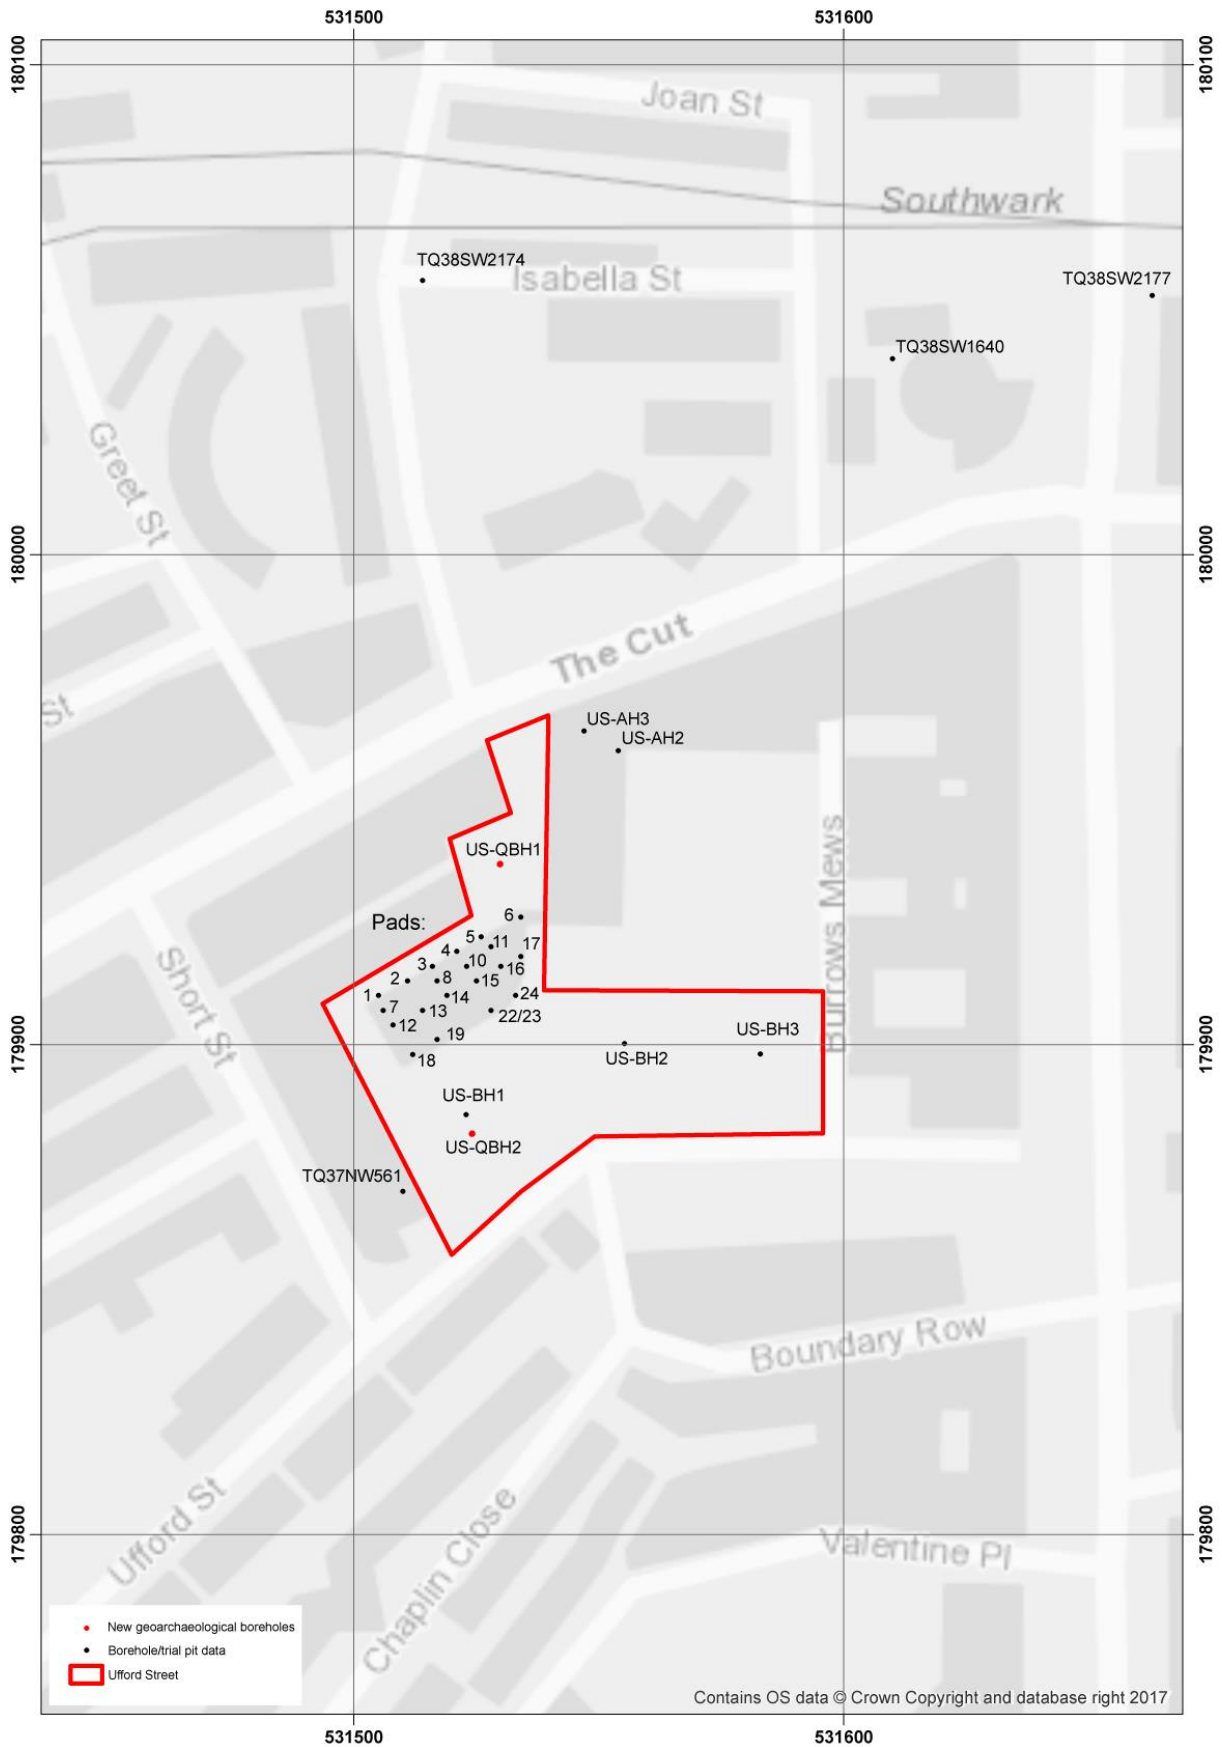 531500
531600
180100
180100
Joan St
Southwark
TQ38SW2174
Isabella St
TQ38SW2177
TQ38SW1640
Greet St
180000
180000
The Cut
St
US-AH3
US-AH2
US-QBH1
Burrows Mews
Pads:
6
5
11
17
4
10
16
3
8
15
2
14
24
1
7
13
22/23
12
19
18
Short St
179900
179900
US-BH3
US-BH2
US-BH1
US-QBH2
TQ37NW561
Boundary Row
Ufford St
Chaplin Close
Valentine Pl
179800
179800
New geoarchaeological boreholes
Borehole/trial pit data
Ufford Street
Contains OS data © Crown Copyright and database right 2017
531500
531600